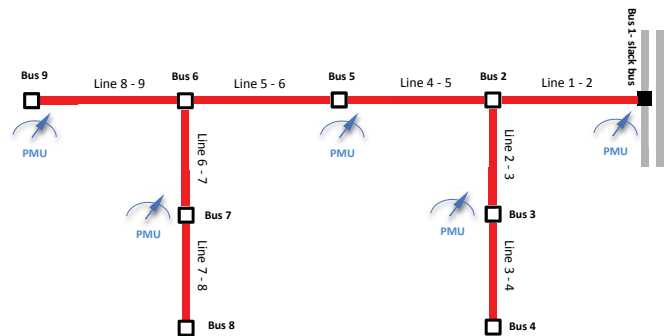 Bus 1- slack bus
Bus 9
Line 8 - 9
Bus 6
Line 5 - 6
Bus 5
Line 4 - 5
Bus 2
Line 1 - 2
PMU
PMU
PMU
Line 6 - 7
Line 2 - 3
Bus 7
Bus 3
PMU
PMU
Line 7 - 8
Line 3 - 4
Bus 8
Bus 4